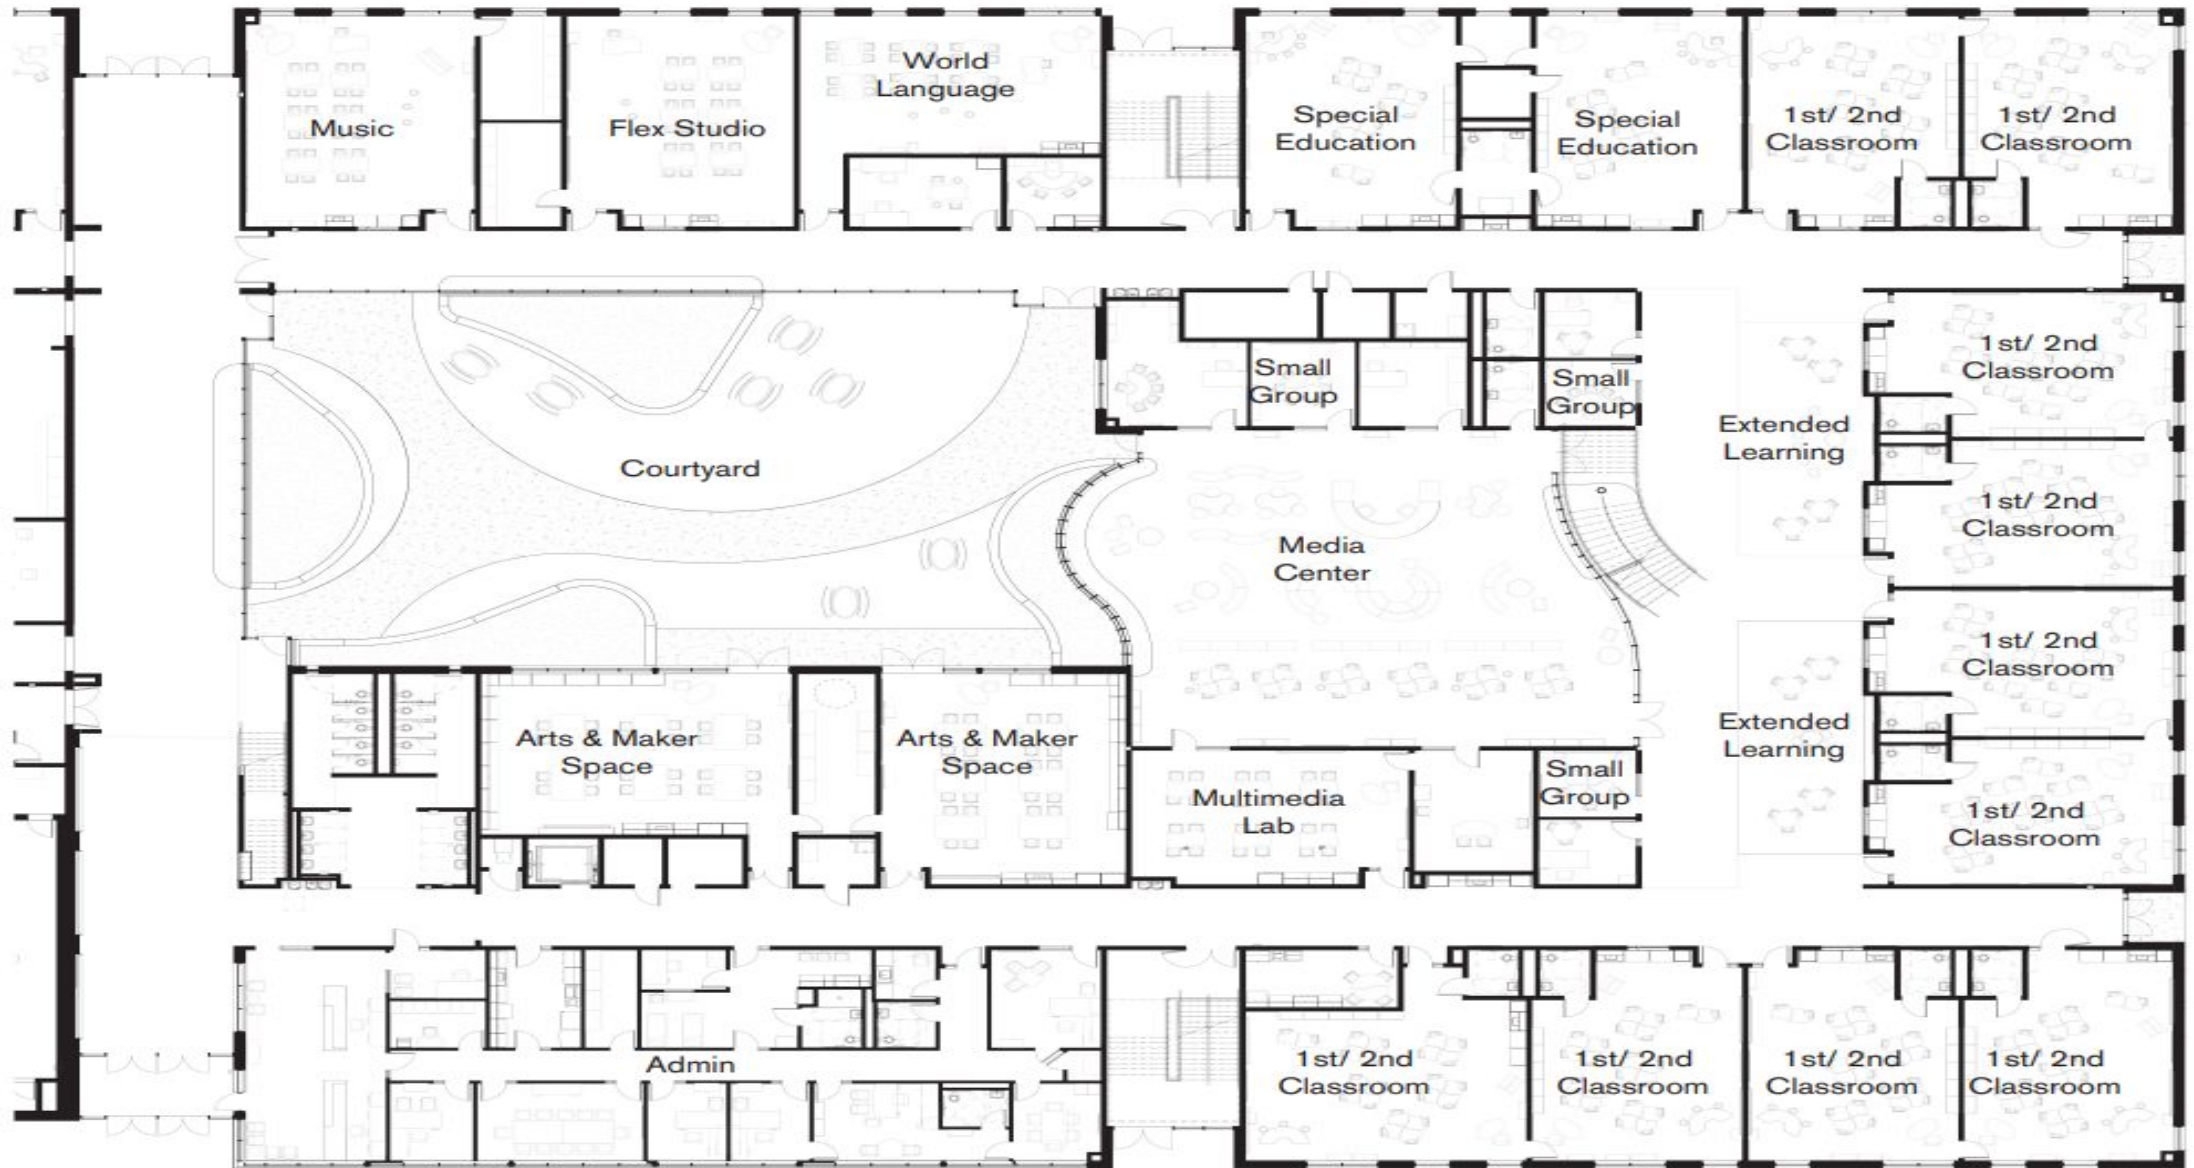 Music
Flex Studio
World
Language
Special
Education
Special
Education
1st/ 2nd
Classroom
1st/ 2nd
Classroom
Small
Group
Small
Group
Extended
Learning
1st/ 2nd
Classroom
Courtyard
Media
Center
1st/ 2nd
Classroom
1st/ 2nd
Classroom
Arts & Maker
Space
Arts & Maker
Space
Multimedia
Lab
Small
Group
Extended
Learning
1st/ 2nd
Classroom
Admin
1st/ 2nd
Classroom
1st/ 2nd
Classroom
1st/ 2nd
Classroom
1st/ 2nd
Classroom